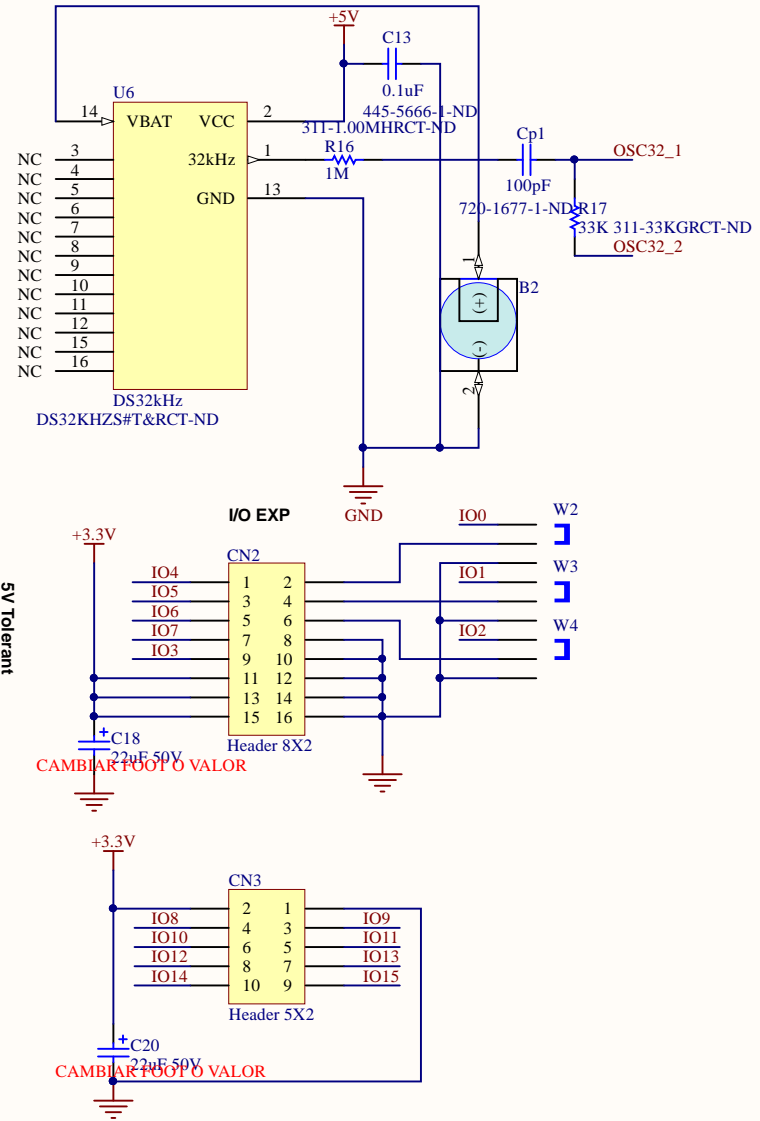 +5V
C13
0.1uF
445-5666-1-ND
311-1.00MHRCT-ND
U6
14 VBAT VCC 2
32kHz 1
GND 13
NC 3
NC 4
NC 5
NC 6
NC 7
NC 8
NC 9
NC 10
NC 11
NC 12
NC 15
NC 16
DS32kHz
DS32KHZS#T&RCT-ND
R16
1M
Cp1
100pF
720-1677-1-ND
OSC32_1
R17
33K 311-33KGRCT-ND
OSC32_2
1
B2
(+)
(-)
2
GND
I/O EXP
+3.3V
5V Tolerant
CN2
IO4 1 2
IO5 3 4
IO6 5 6
IO7 7 8
IO3 9 10
11 12
13 14
15 16
Header 8X2
IO0 W2
IO1 W3
IO2 W4
+ C18
22uF 50V
CAMBIAR FOOT O VALOR
+3.3V
CN3
2 1
IO8 4 3 IO9
IO10 6 5 IO11
IO12 8 7 IO13
IO14 10 9 IO15
Header 5X2
+ C20
22uF 50V
CAMBIAR FOOT O VALOR